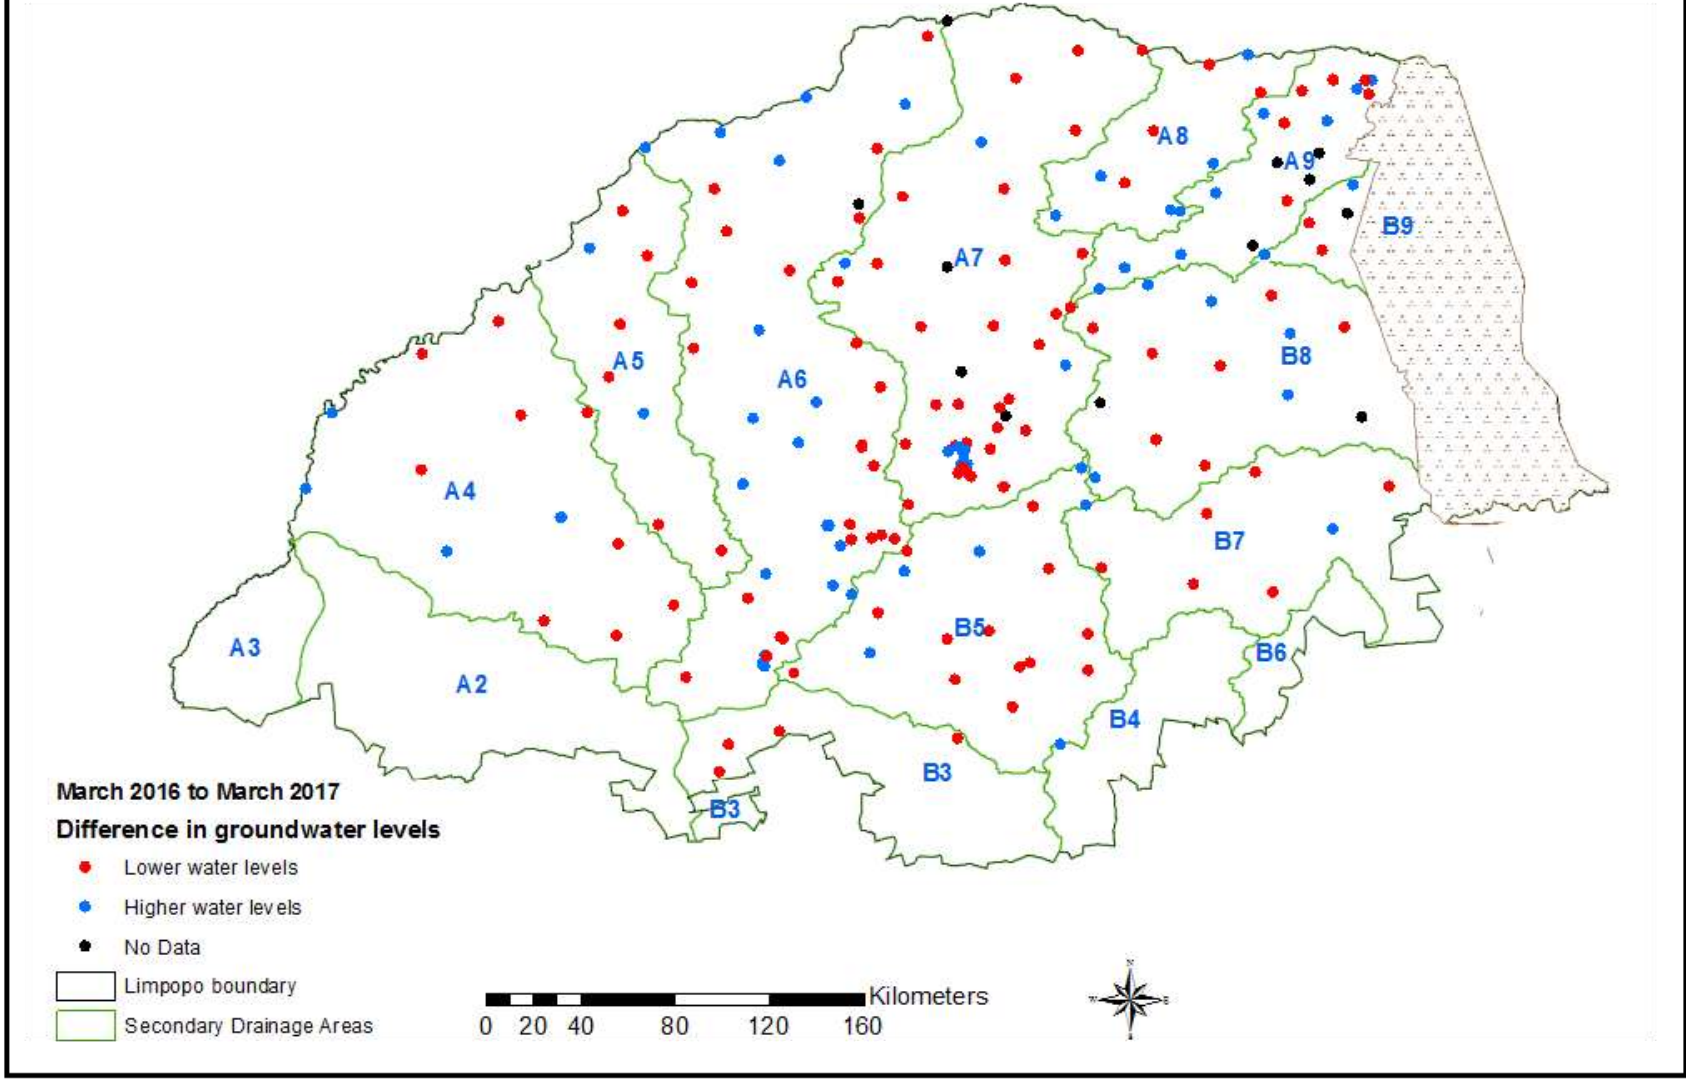 A8
A9
B9
A7
A5
B8
A6
A4
B7
B5
A3
B6
A2
B4
B3
B3
March 2016 to March 2017
Difference in groundwater levels
Lower water levels
Higher water levels
No Data
Limpopo boundary
Secondary Drainage Areas
Kilometers
0 20 40 80 120 160
N
W E
S